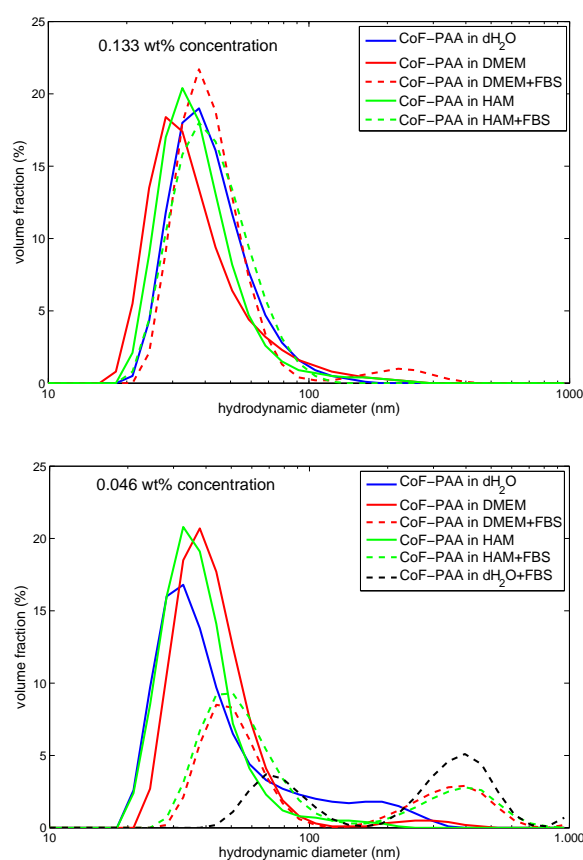 25
20
15
10
5
0
volume fraction (%)
0.133 wt% concentration
CoF−PAA in dH2O
CoF−PAA in DMEM
CoF−PAA in DMEM+FBS
CoF−PAA in HAM
CoF−PAA in HAM+FBS
10 100 1000
hydrodynamic diameter (nm)
25
20
15
10
5
0
volume fraction (%)
0.046 wt% concentration
CoF−PAA in dH2O
CoF−PAA in DMEM
CoF−PAA in DMEM+FBS
CoF−PAA in HAM
CoF−PAA in HAM+FBS
CoF−PAA in dH2O+FBS
10 100 1.000
hydrodynamic diameter (nm)